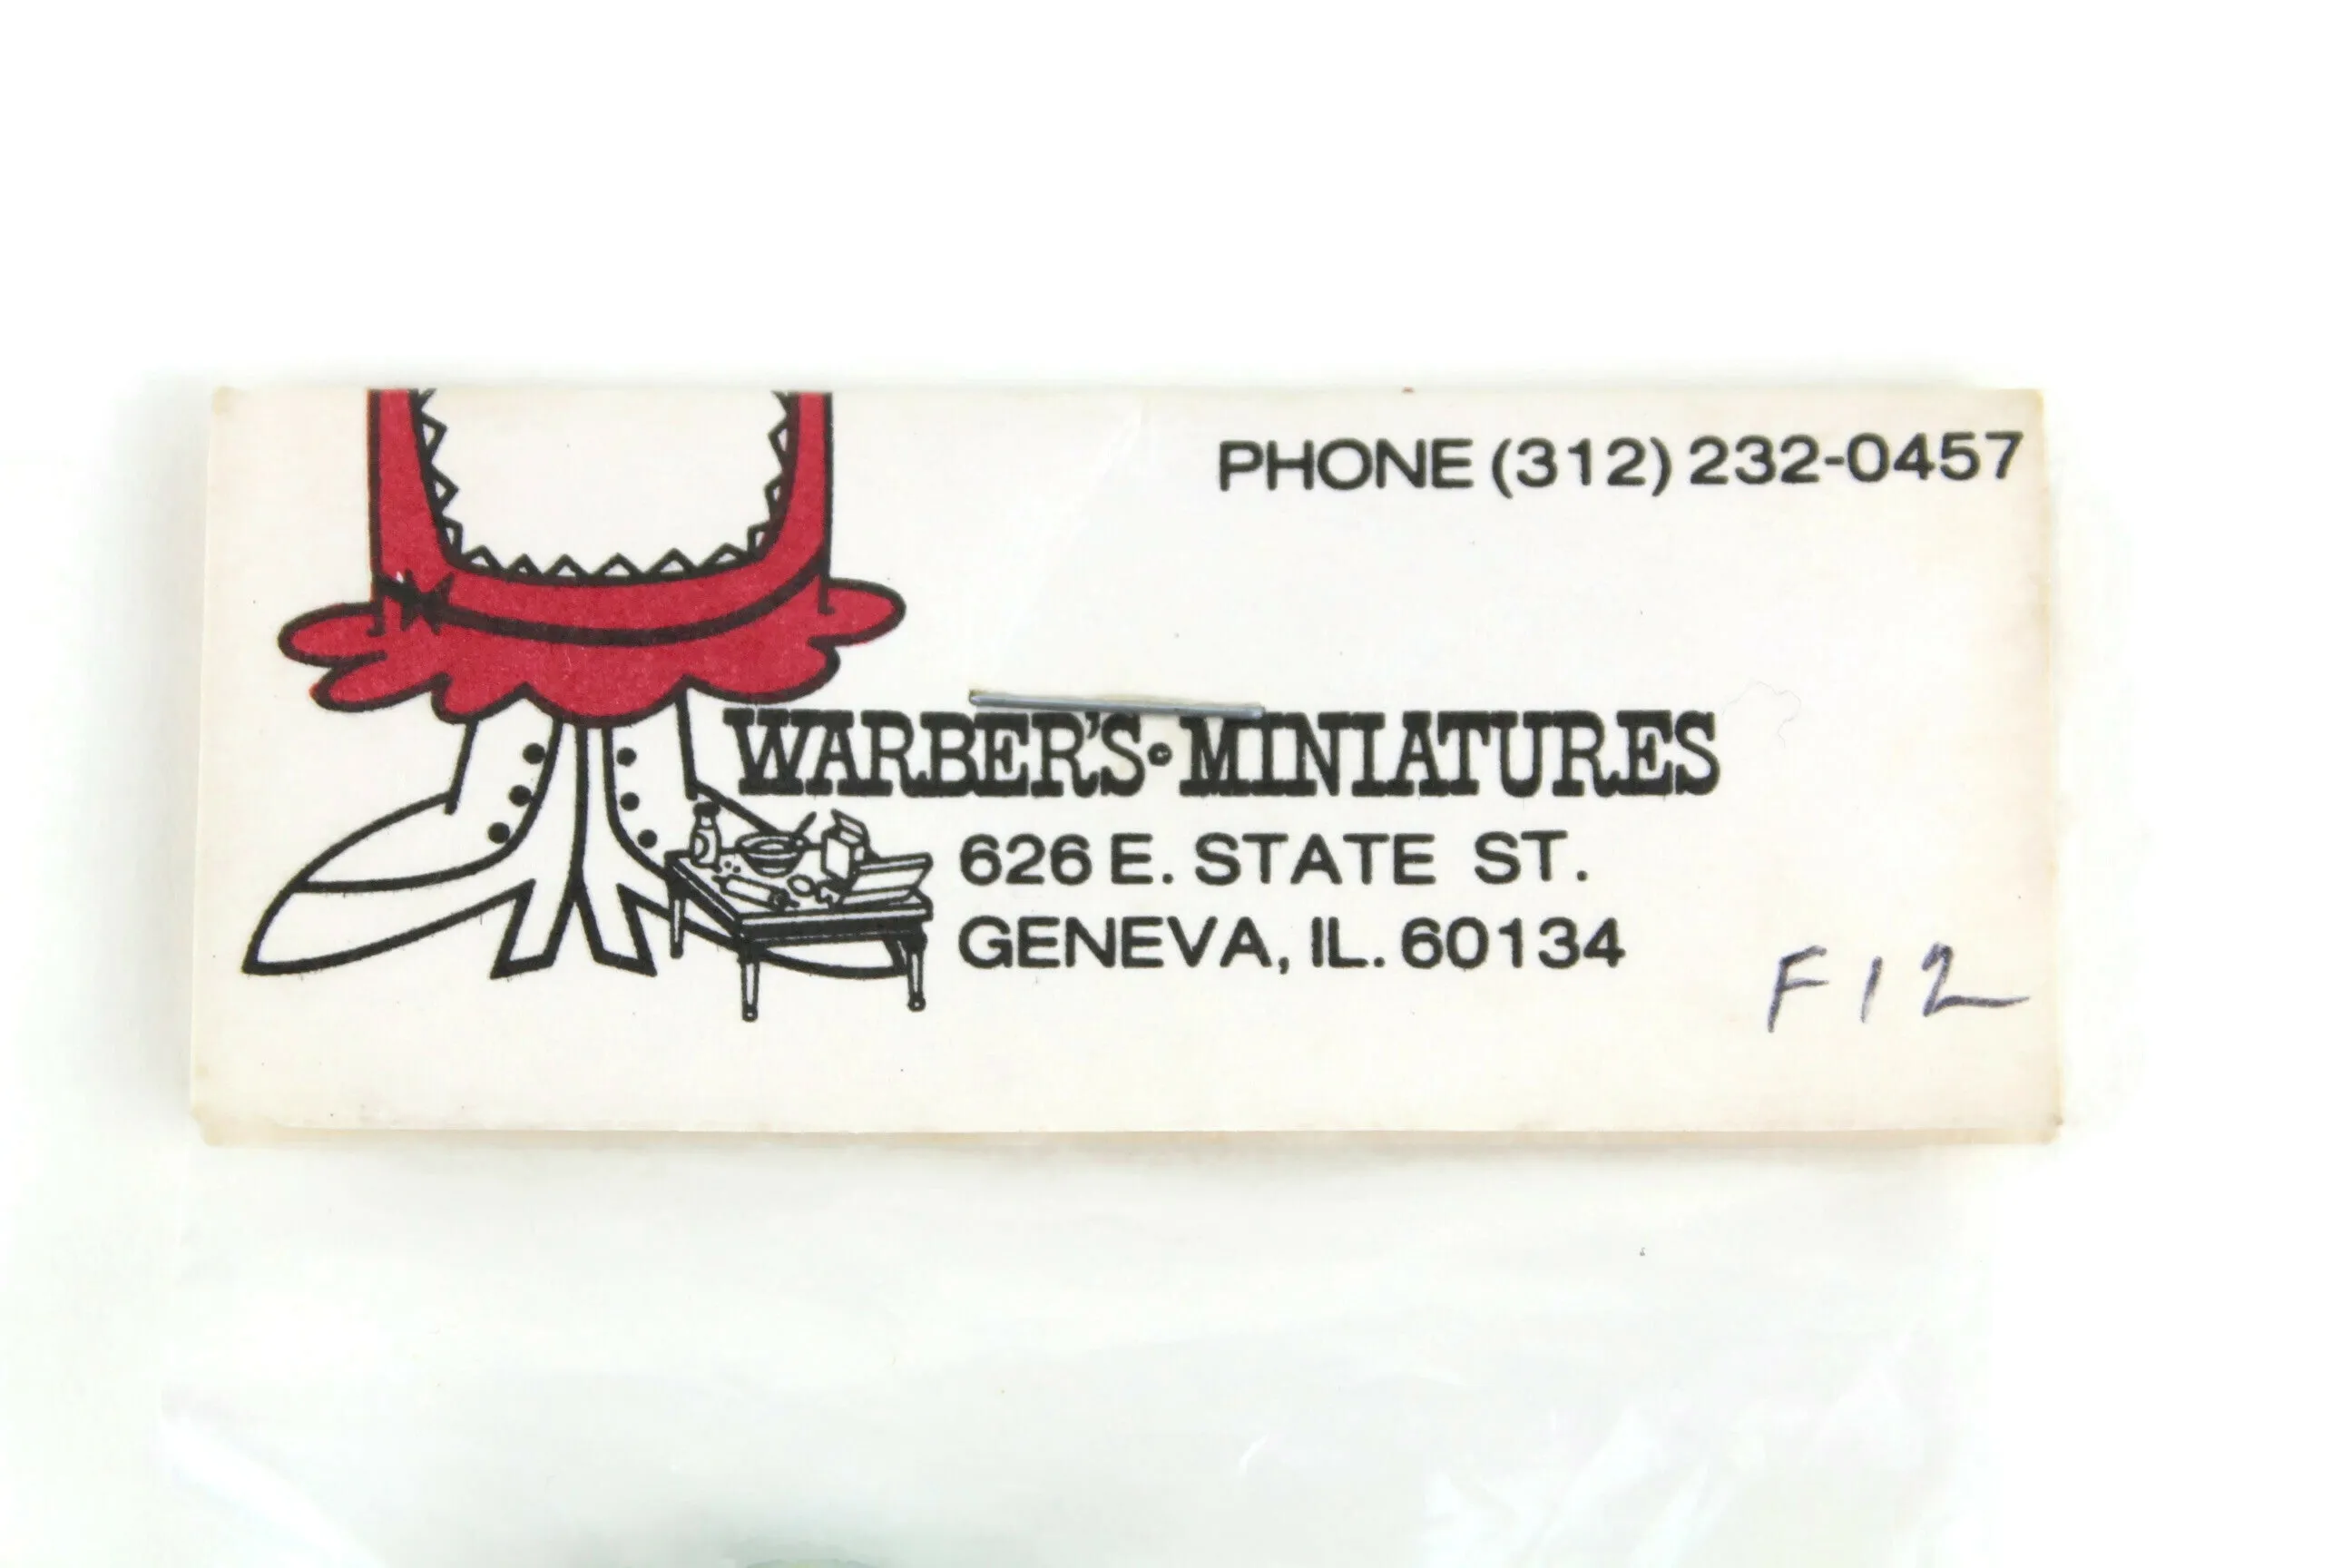 PHONE (312) 232-0457
WARBER'S · MINIATURES
626 E. STATE ST.
GENEVA, IL. 60134
F12